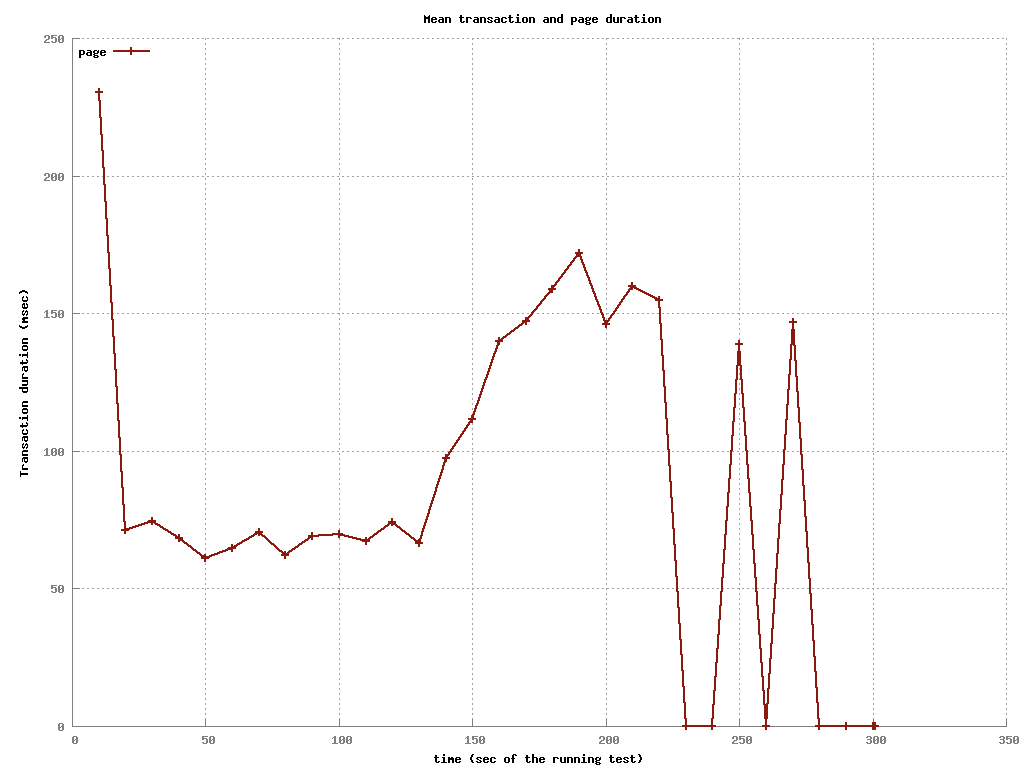 Mean transaction and page duration
250
page
200
150
100
50
0
Transaction duration (msec)
0 50 100 150 200 250 300 350
time (sec of the running test)